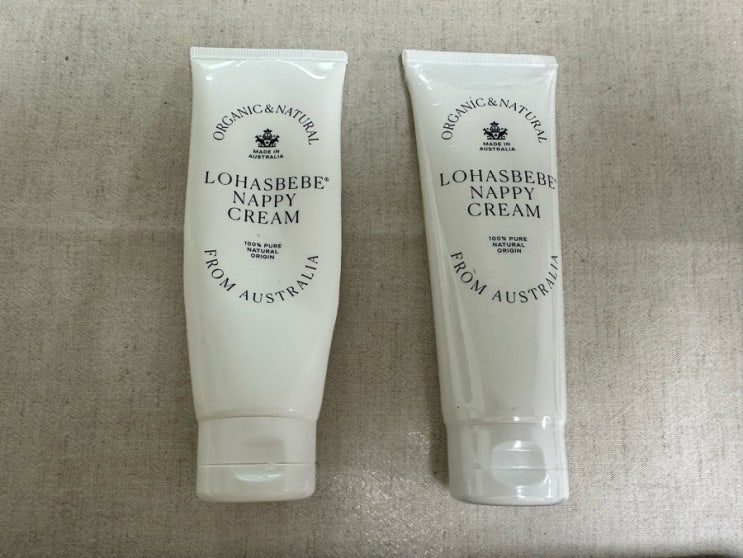 ORGANIC & NATURAL
MADE IN
AUSTRALIA
LOHASBEBE®
NAPPY
CREAM
100% PURE
NATURAL
ORIGIN
FROM AUSTRALIA
ORGANIC & NATURAL
MADE IN
AUSTRALIA
LOHASBEBE®
NAPPY
CREAM
100% PURE
NATURAL
ORIGIN
FROM AUSTRALIA